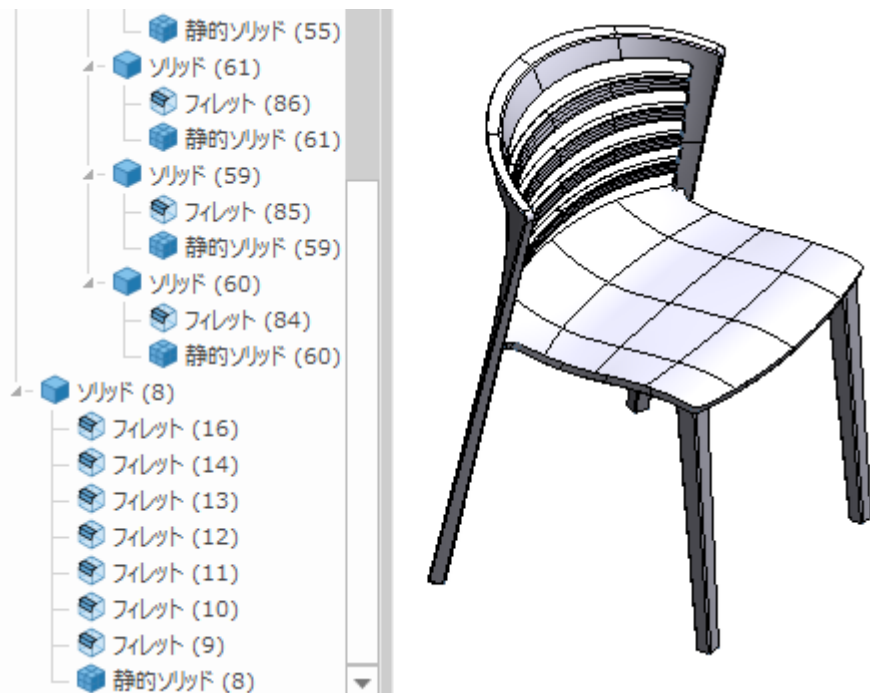 静的ソリッド (55)
ソリッド (61)
フィレット (86)
静的ソリッド (61)
ソリッド (59)
フィレット (85)
静的ソリッド (59)
ソリッド (60)
フィレット (84)
静的ソリッド (60)
ソリッド (8)
フィレット (16)
フィレット (14)
フィレット (13)
フィレット (12)
フィレット (11)
フィレット (10)
フィレット (9)
静的ソリッド (8)